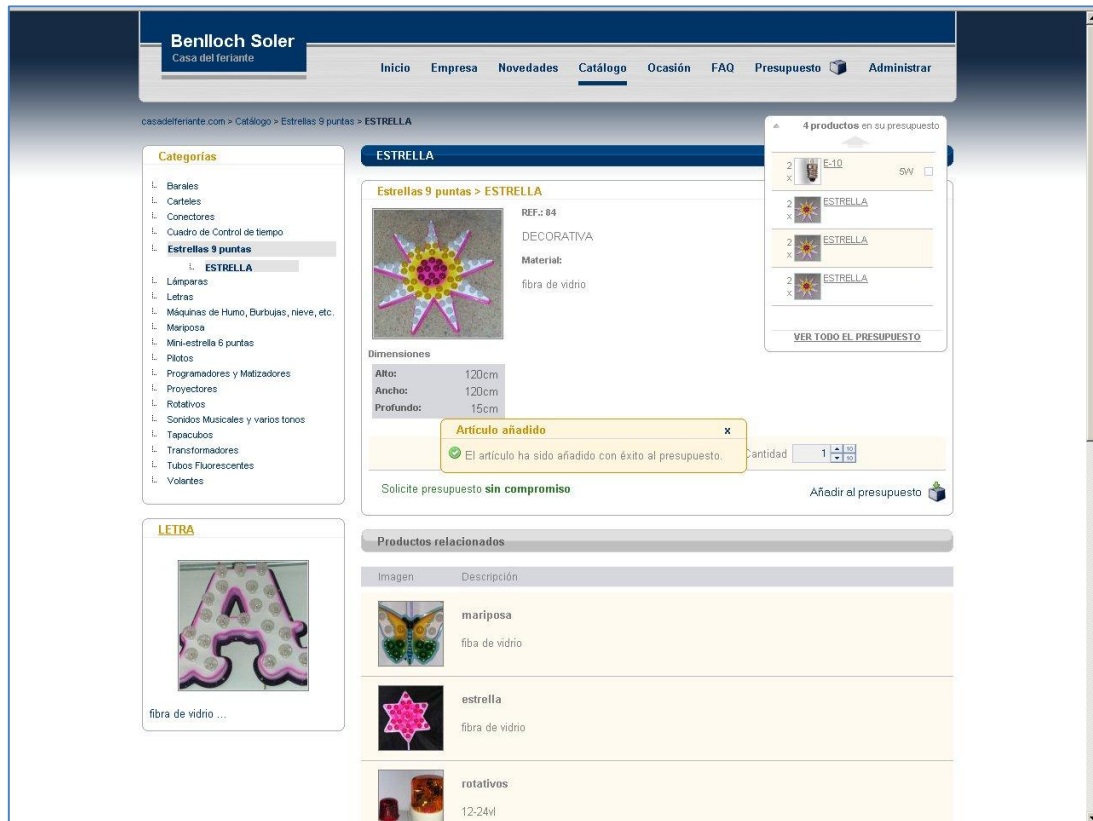 Benlloch Soler
Casa del feriante
Inicio Empresa Novedades Catálogo Ocasión FAQ Presupuesto Administrar
casadelferiante.com > Catálogo > Estrellas 9 puntas > ESTRELLA
4 productos en su presupuesto
2 x E-10 5W
2 x ESTRELLA
2 x ESTRELLA
2 x ESTRELLA
VER TODO EL PRESUPUESTO
Categorías
Barales
Carteles
Conectores
Cuadro de Control de tiempo
Estrellas 9 puntas
ESTRELLA
Lámparas
Letras
Máquinas de Humo, Burbujas, nieve, etc.
Mariposa
Mini-estrella 6 puntas
Pilotos
Programadores y Matizadores
Proyectores
Rotativos
Sonidos Musicales y varios tonos
Tapacubos
Transformadores
Tubos Fluorescentes
Volantes
LETRA
fibra de vidrio ...
ESTRELLA
Estrellas 9 puntas > ESTRELLA
REF.: 84
DECORATIVA
Material:
fibra de vidrio
Dimensiones
Alto: 120cm
Ancho: 120cm
Profundo: 15cm
Artículo añadido x
El artículo ha sido añadido con éxito al presupuesto.
Cantidad 1 10 10
Solicite presupuesto sin compromiso
Añadir al presupuesto
Productos relacionados
Imagen Descripción
mariposa
fiba de vidrio
estrella
fibra de vidrio
rotativos
12-24vl